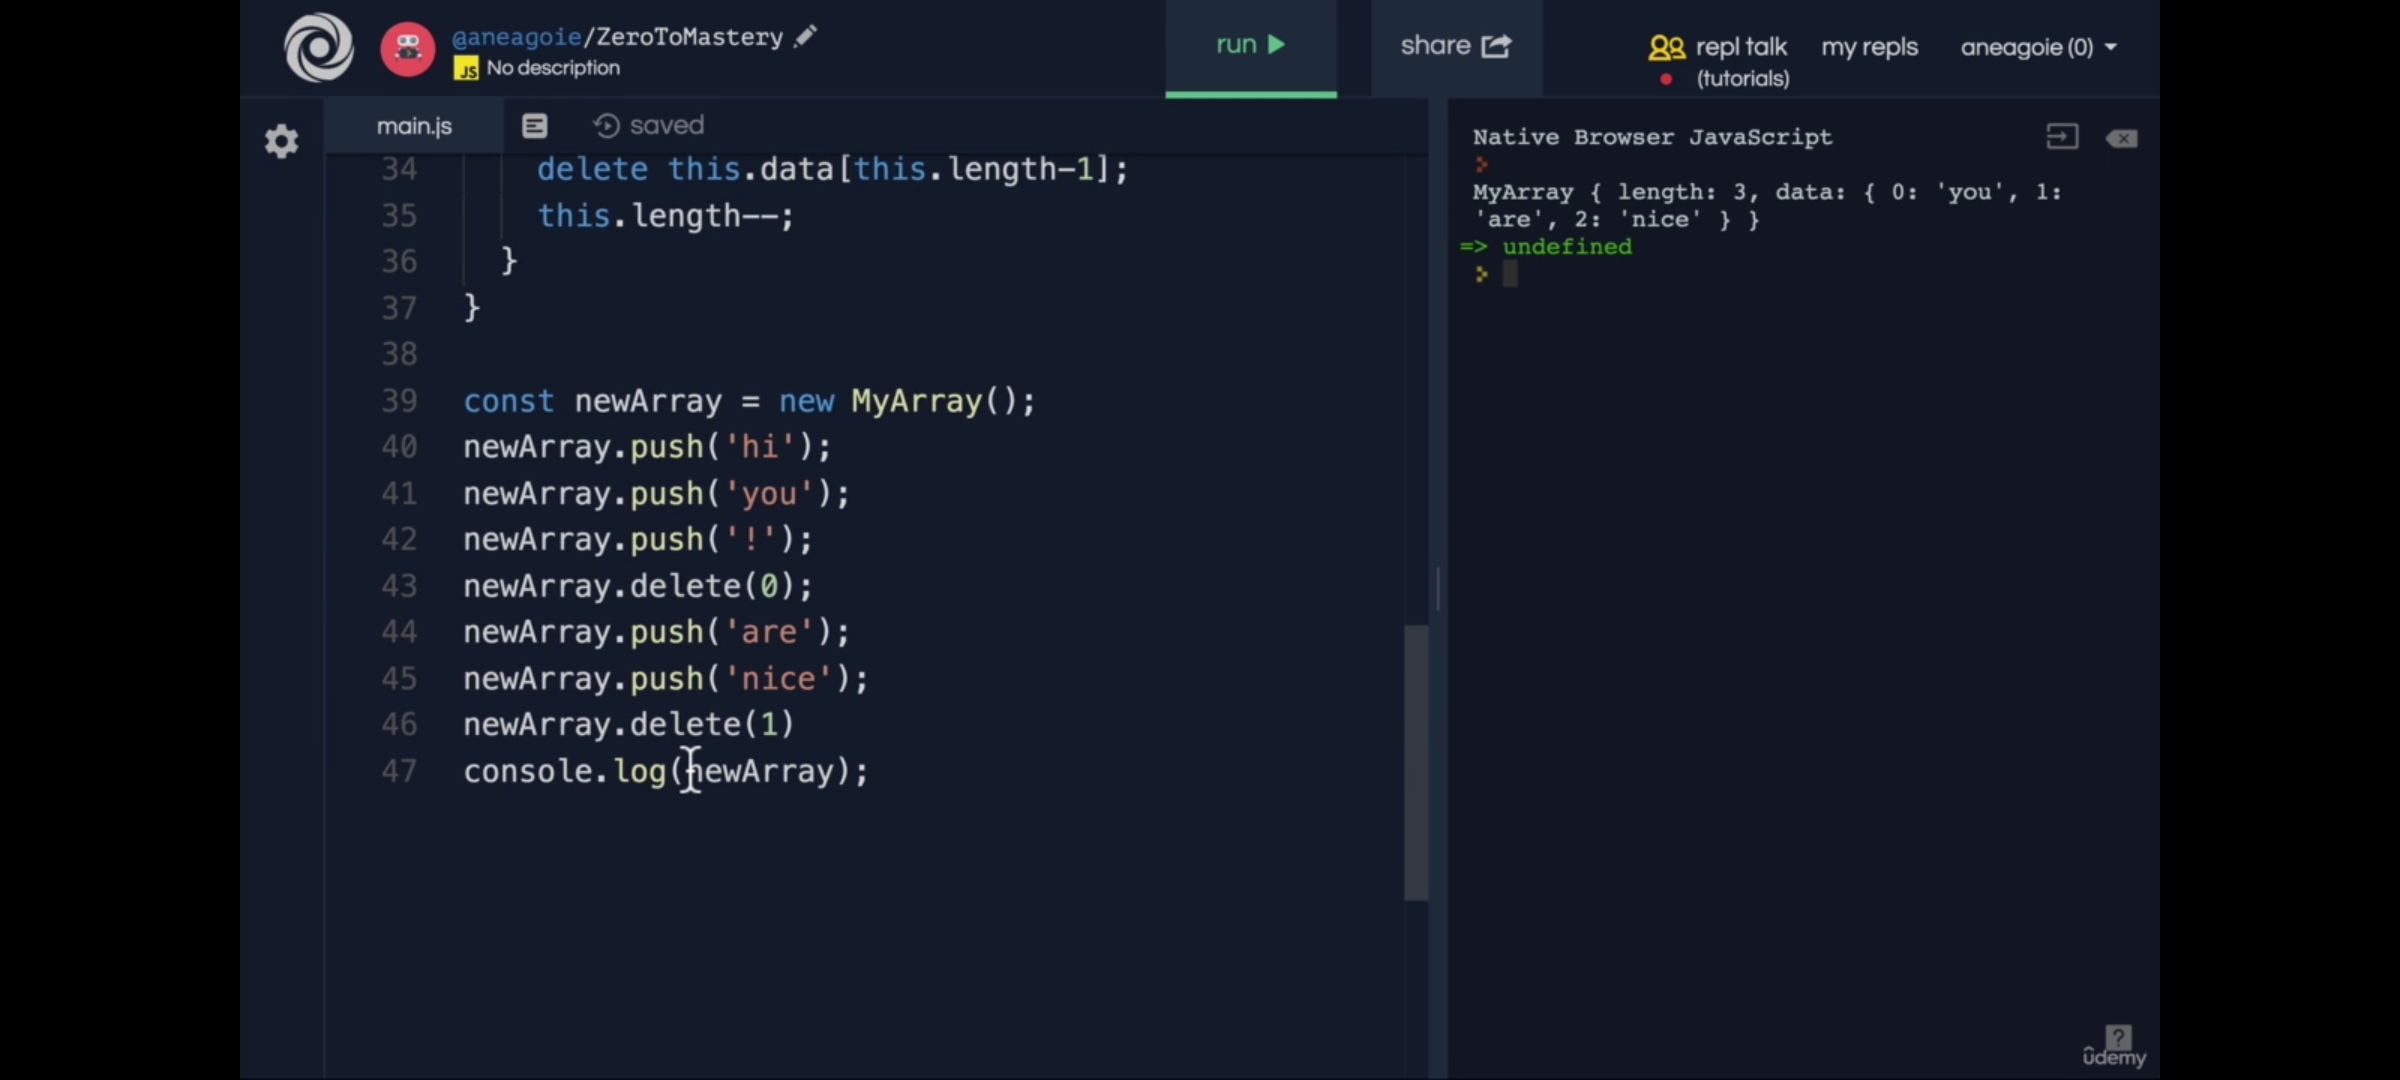 @aneagoie/ZeroToMastery
JS No description
run
share
repl talk
(tutorials)
my repls
aneagoie (0)
main.js
saved
34 delete this.data[this.length-1];
35 this.length--;
36 }
37 }
38
39 const newArray = new MyArray();
40 newArray.push('hi');
41 newArray.push('you');
42 newArray.push('!');
43 newArray.delete(0);
44 newArray.push('are');
45 newArray.push('nice');
46 newArray.delete(1)
47 console.log(newArray);
Native Browser JavaScript
MyArray { length: 3, data: { 0: 'you', 1:
'are', 2: 'nice' } }
=> undefined
?
ûdemy